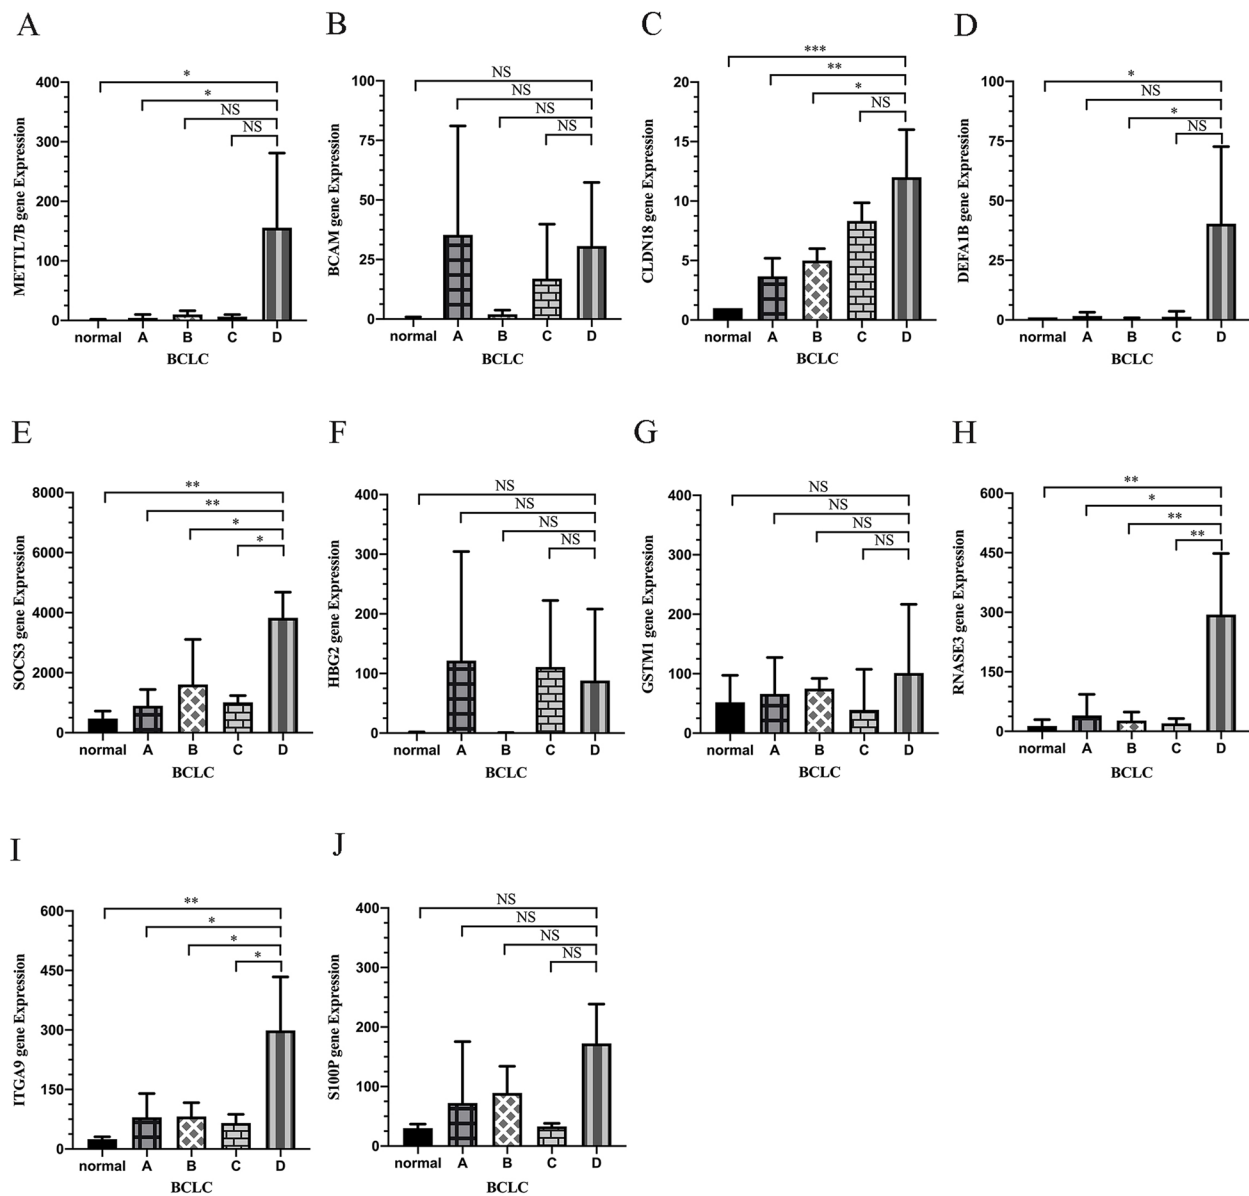 A
METTL7B gene Expression
400
300
200
100
0
*
*
NS
NS
normal A B C D
BCLC
B
BCAM gene Expression
100
75
50
25
0
NS
NS
NS
NS
normal A B C D
BCLC
C
CLDN18 gene Expression
20
15
10
5
0
***
**
*
NS
normal A B C D
BCLC
D
DEFA1B gene Expression
100
75
50
25
0
*
NS
*
NS
normal A B C D
BCLC
E
SOCS3 gene Expression
8000
6000
4000
2000
0
**
**
*
*
normal A B C D
BCLC
F
HBG2 gene Expression
400
300
200
100
0
NS
NS
NS
NS
normal A B C D
BCLC
G
GSTM1 gene Expression
400
300
200
100
0
NS
NS
NS
NS
normal A B C D
BCLC
H
RNASE3 gene Expression
600
450
300
150
0
**
*
**
**
normal A B C D
BCLC
I
ITGA9 gene Expression
600
450
300
150
0
**
*
*
*
normal A B C D
BCLC
J
S100P gene Expression
400
300
200
100
0
NS
NS
NS
NS
normal A B C D
BCLC